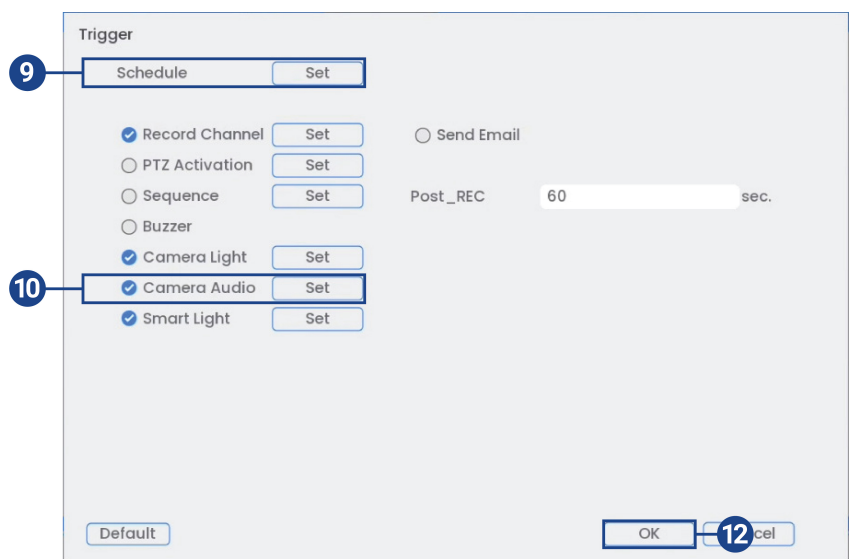 Trigger
9 Schedule Set
Record Channel Set Send Email
PTZ Activation Set
Sequence Set Post_REC 60 sec.
Buzzer
Camera Light Set
10 Camera Audio Set
Smart Light Set
Default OK 12 cel